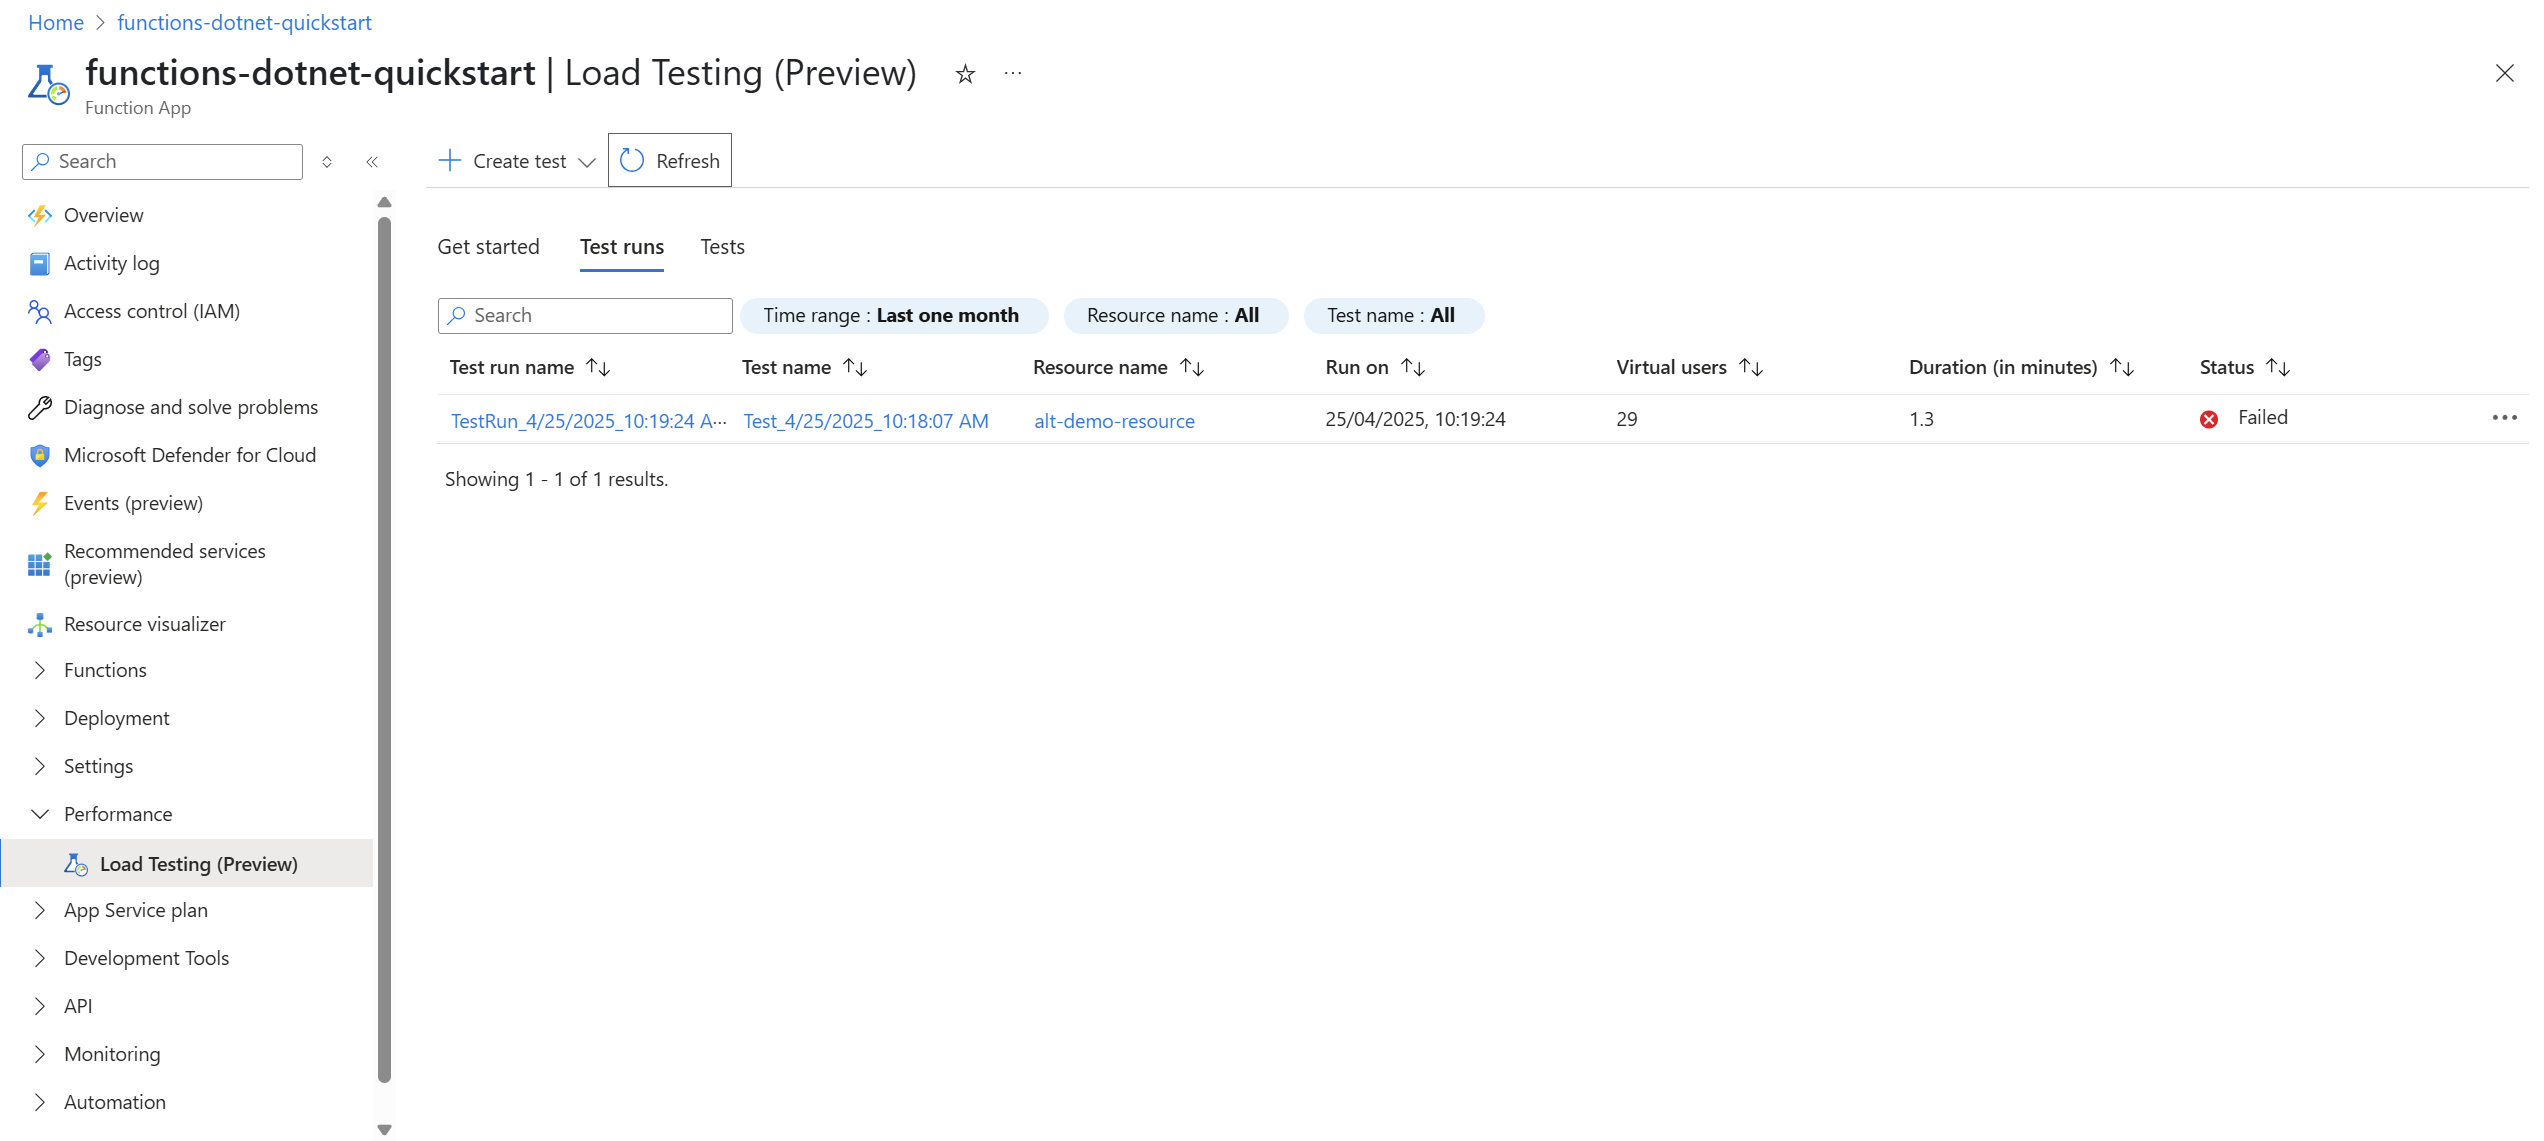 Home > functions-dotnet-quickstart
functions-dotnet-quickstart | Load Testing (Preview)
Function App
Search
Create test
Refresh
Overview
Activity log
Access control (IAM)
Tags
Diagnose and solve problems
Microsoft Defender for Cloud
Events (preview)
Recommended services
(preview)
Resource visualizer
Functions
Deployment
Settings
Performance
Load Testing (Preview)
App Service plan
Development Tools
API
Monitoring
Automation
Get started Test runs Tests
Search Time range : Last one month Resource name : All Test name : All
Test run name Test name Resource name Run on Virtual users Duration (in minutes) Status
TestRun_4/25/2025_10:19:24 A... Test_4/25/2025_10:18:07 AM alt-demo-resource 25/04/2025, 10:19:24 29 1.3 Failed
Showing 1 - 1 of 1 results.